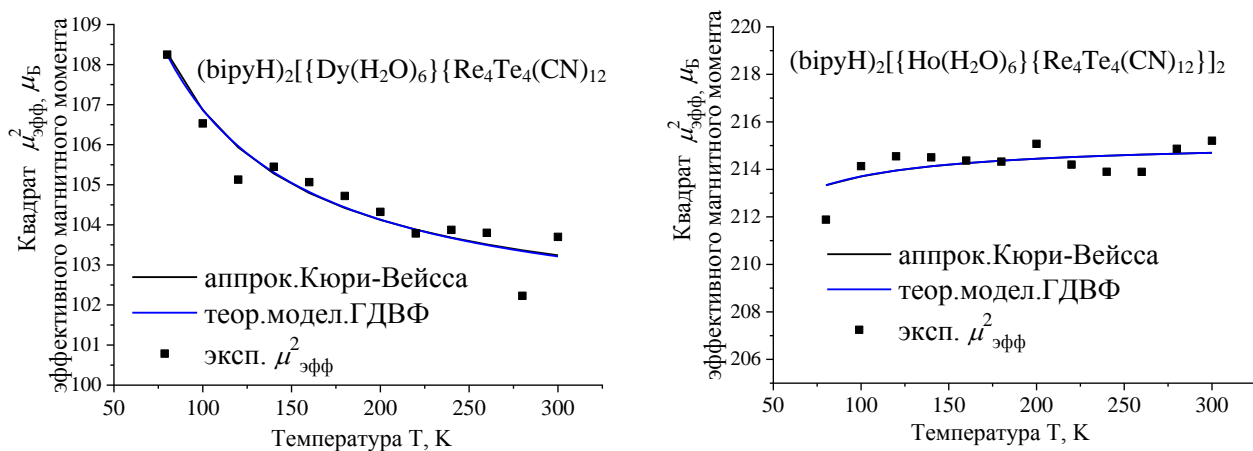 Квадрат μ²эфф, μБ
эффективного магнитного момента
109
108
107
106
105
104
103
102
101
100
(bipyH)2[{Dy(H2O)6}{Re4Te4(CN)12
аппрок.Кюри-Вейсса
теор.модел.ГДВФ
эксп. μ²эфф
50 100 150 200 250 300
Температура T, K
Квадрат μ²эфф, μБ
эффективного магнитного момента
220
218
216
214
212
210
208
206
(bipyH)2[{Ho(H2O)6}{Re4Te4(CN)12}]2
аппрок.Кюри-Вейсса
теор.модел.ГДВФ
эксп. μ²эфф
50 100 150 200 250 300
Температура T, K